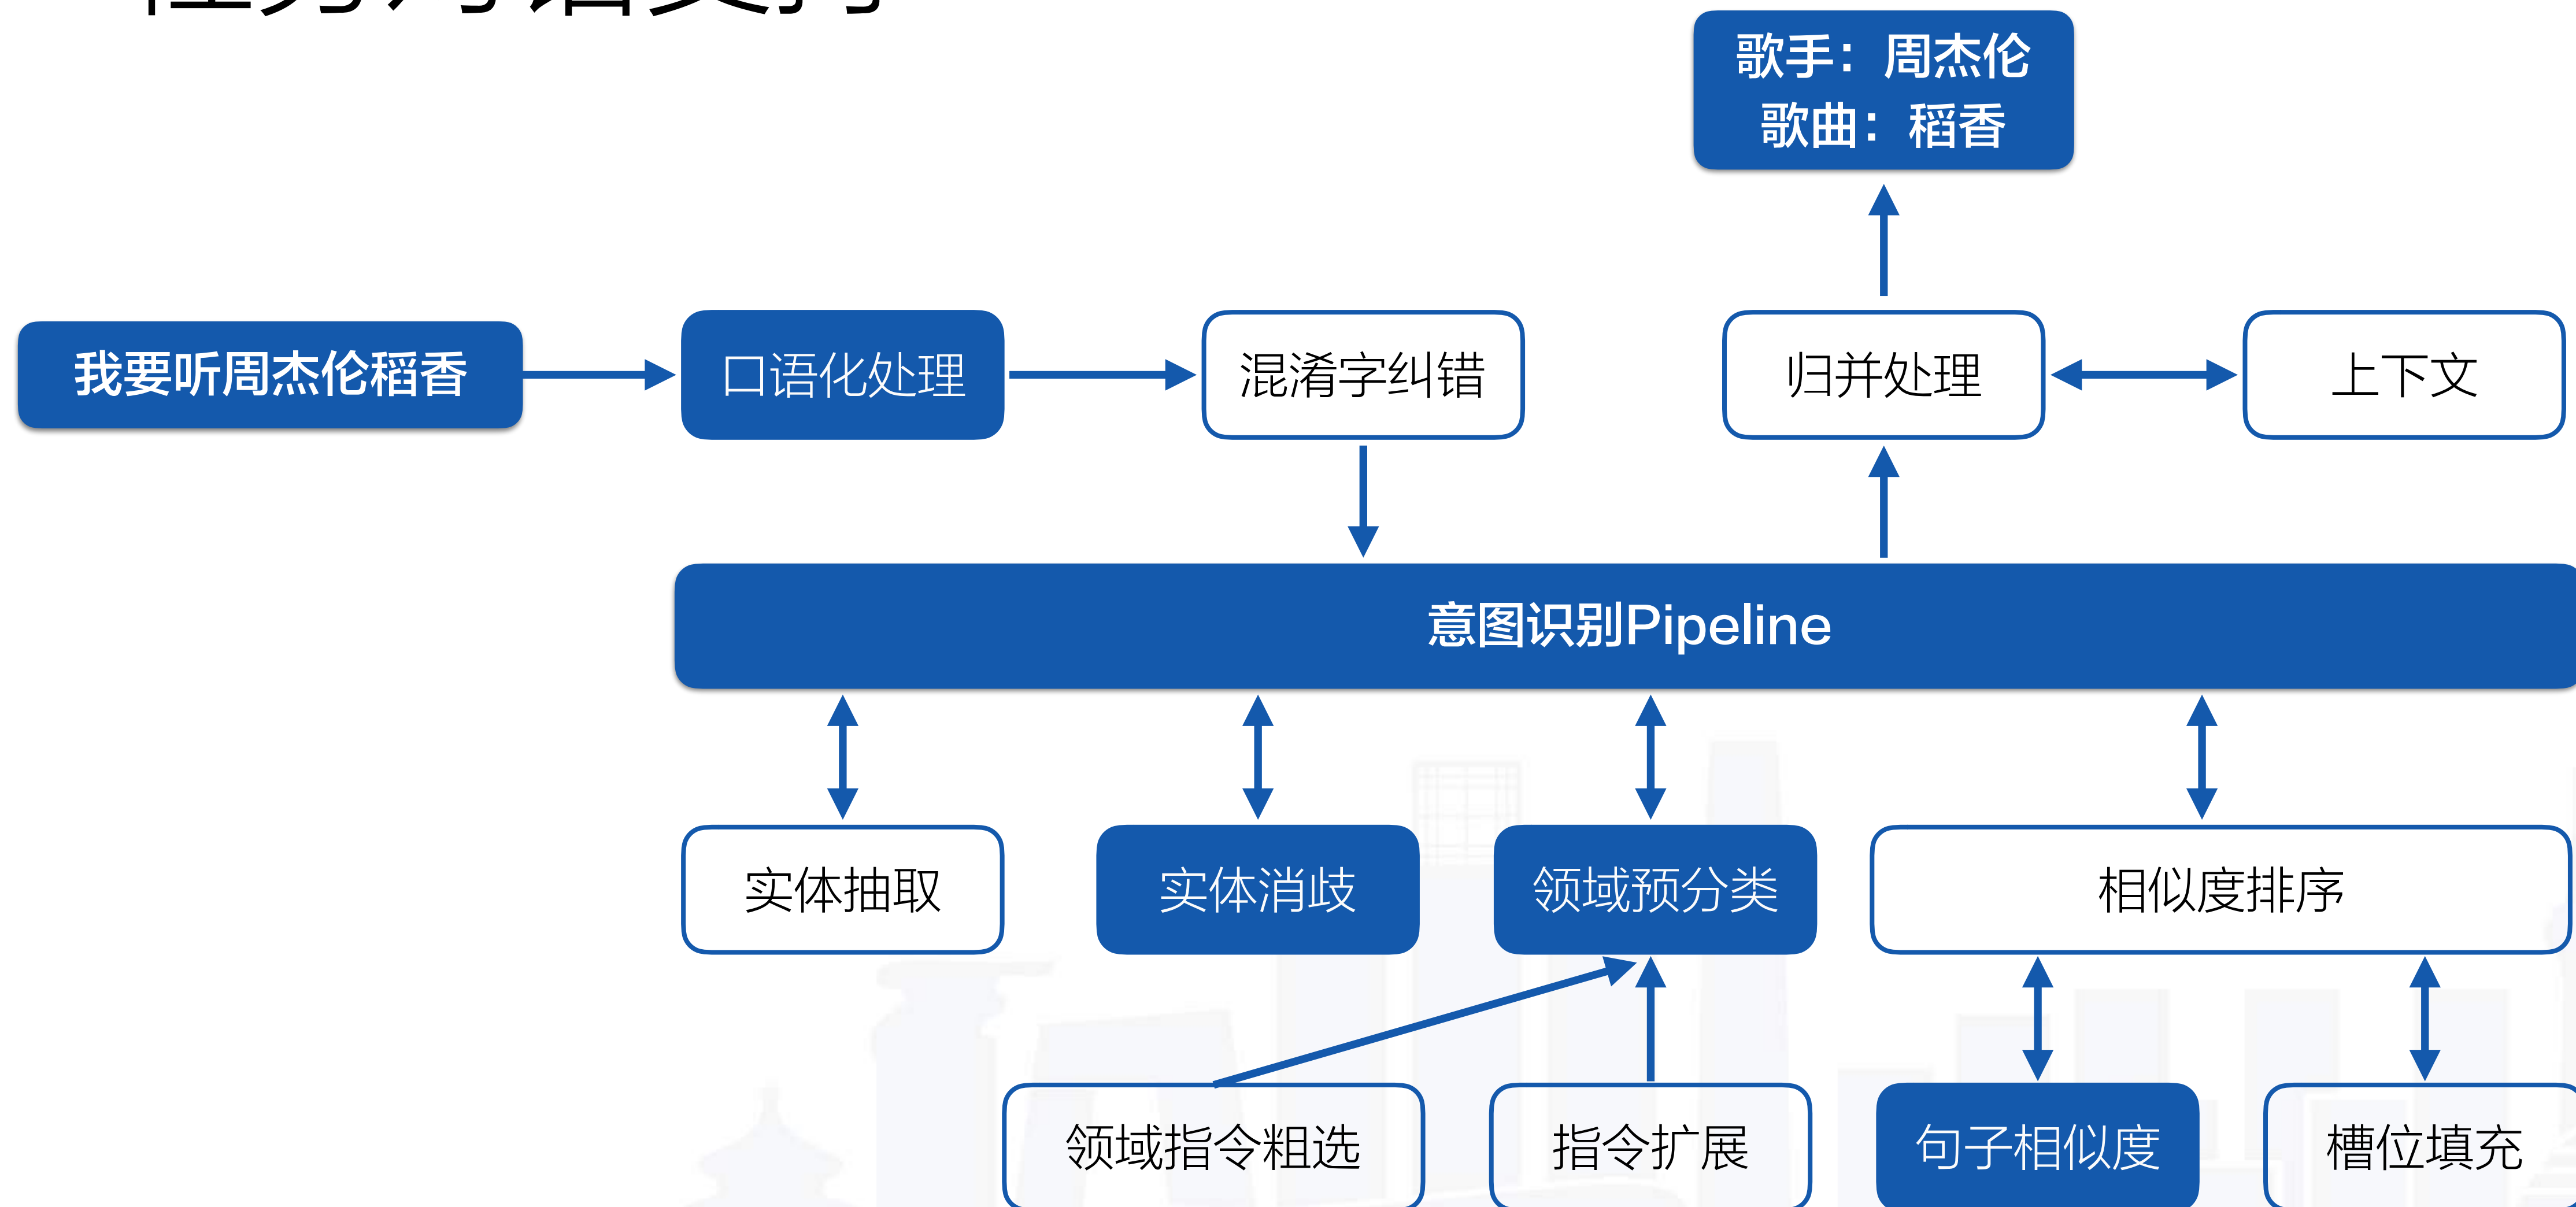 歌手：周杰伦
歌曲：稻香
我要听周杰伦稻香
口语化处理
混淆字纠错
归并处理
上下文
意图识别Pipeline
实体抽取
实体消歧
领域预分类
相似度排序
领域指令粗选
指令扩展
句子相似度
槽位填充